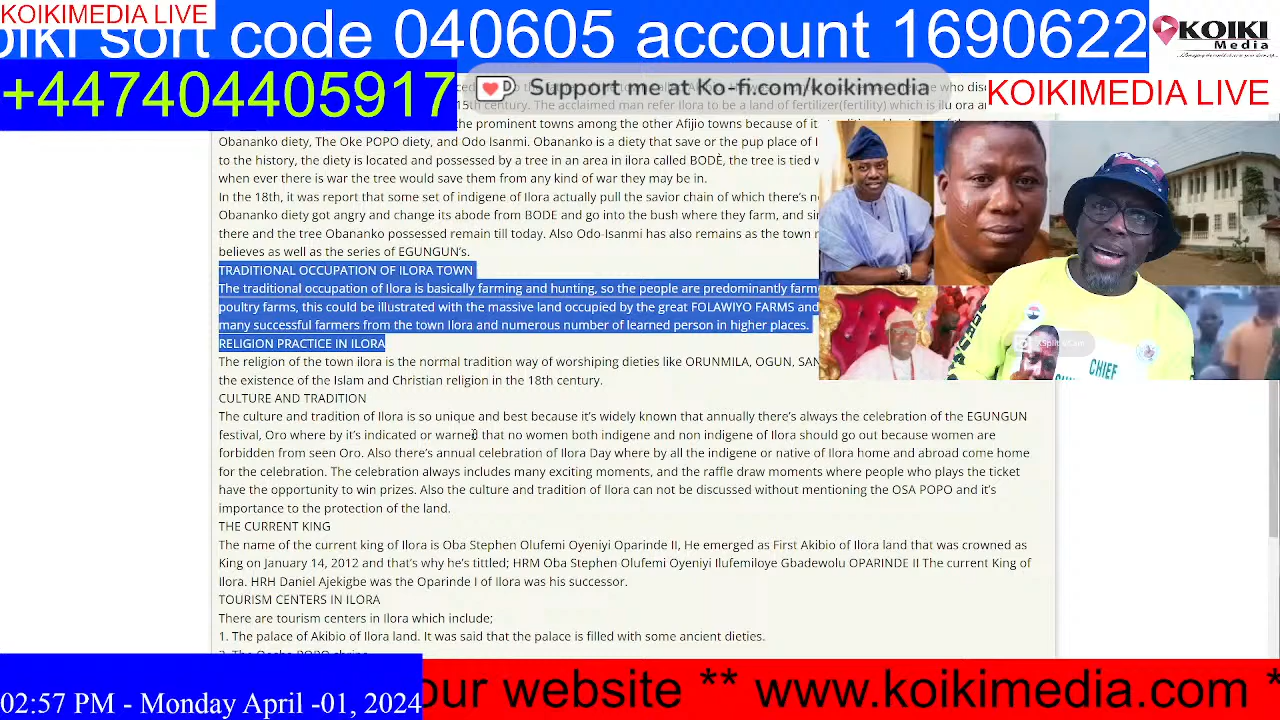 KOIKIMEDIA LIVE
oiki sort code 040605 account 1690622
KOIKI
Media
+447404405917
Support me at Ko-fi.com/koikimedia
KOIKIMEDIA LIVE
15th century. The acclaimed man refer Ilora to be a land of fertilizer(fertility) which is ilu ora
the prominent towns among the other Afijio towns because of
Obananko diety, The Oke POPO diety, and Odo Isanmi. Obananko is a diety that save or the pup place of
to the history, the diety is located and possessed by a tree in an area in ilora called BODÈ, the tree is tied
when ever there is war the tree would save them from any kind of war they may be in.
In the 18th, it was report that some set of indigene of Ilora actually pull the savior chain of which there's
Obananko diety got angry and change its abode from BODE and go into the bush where they farm, and
there and the tree Obananko possessed remain till today. Also Odo-Isanmi has also remains as the town
believes as well as the series of EGUNGUN's.
TRADITIONAL OCCUPATION OF ILORA TOWN
The traditional occupation of Ilora is basically farming and hunting, so the people are predominantly
poultry farms, this could be illustrated with the massive land occupied by the great FOLAWIYO FARMS and
many successful farmers from the town Ilora and numerous number of learned person in higher places.
RELIGION PRACTICE IN ILORA
The religion of the town ilora is the normal tradition way of worshiping dieties like ORUNMILA, OGUN,
the existence of the Islam and Christian religion in the 18th century.
CHIEF
CULTURE AND TRADITION
The culture and tradition of Ilora is so unique and best because it's widely known that annually there's always the celebration of the EGUNGUN
festival, Oro where by it's indicated or warned that no women both indigene and non indigene of Ilora should go out because women are
forbidden from seen Oro. Also there's annual celebration of Ilora Day where by all the indigene or native of Ilora home and abroad come home
for the celebration. The celebration always includes many exciting moments, and the raffle draw moments where people who plays the ticket
have the opportunity to win prizes. Also the culture and tradition of Ilora can not be discussed without mentioning the OSA POPO and it's
importance to the protection of the land.
THE CURRENT KING
The name of the current king of Ilora is Oba Stephen Olufemi Oyeniyi Oparinde II, He emerged as First Akibio of Ilora land that was crowned as
King on January 14, 2012 and that's why he's tittled; HRM Oba Stephen Olufemi Oyeniyi Ilufemiloye Gbadewolu OPARINDE II The current King of
Ilora. HRH Daniel Ajekigbe was the Oparinde I of Ilora was his successor.
TOURISM CENTERS IN ILORA
There are tourism centers in Ilora which include;
1. The palace of Akibio of Ilora land. It was said that the palace is filled with some ancient dieties.
02:57 PM - Monday April -01, 2024
our website ** www.koikimedia.com *